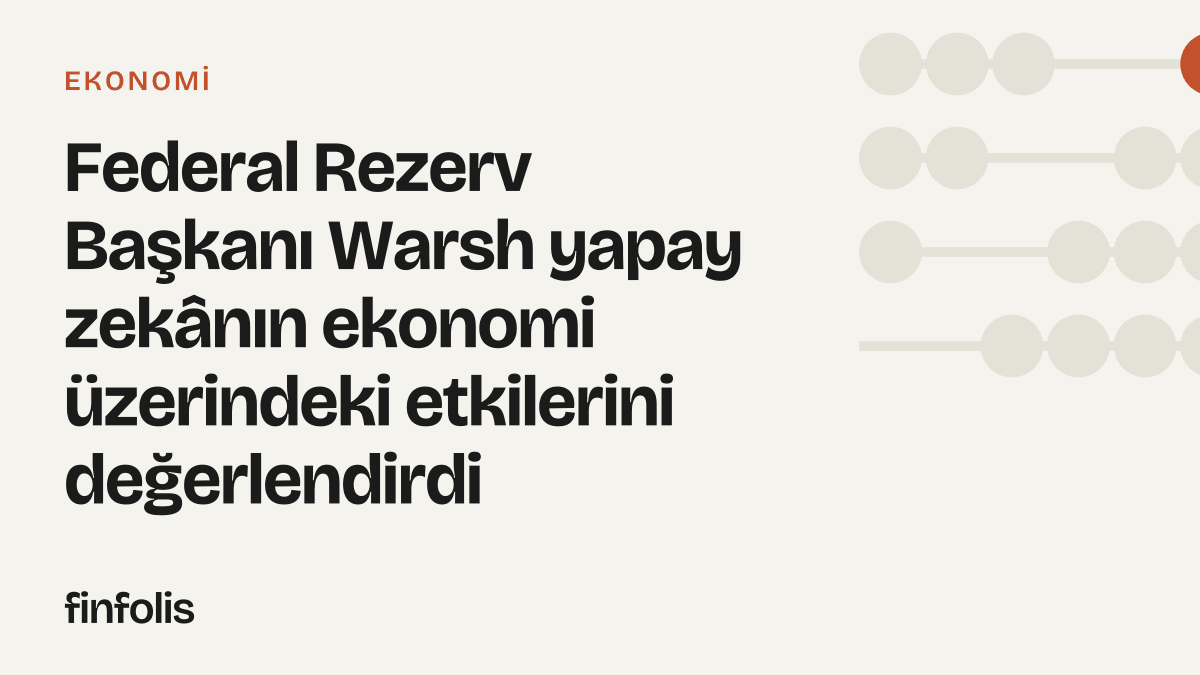 EKONOMİ
Federal Rezerv
Başkanı Warsh yapay
zekânın ekonomi
üzerindeki etkilerini
değerlendirdi
finfolis